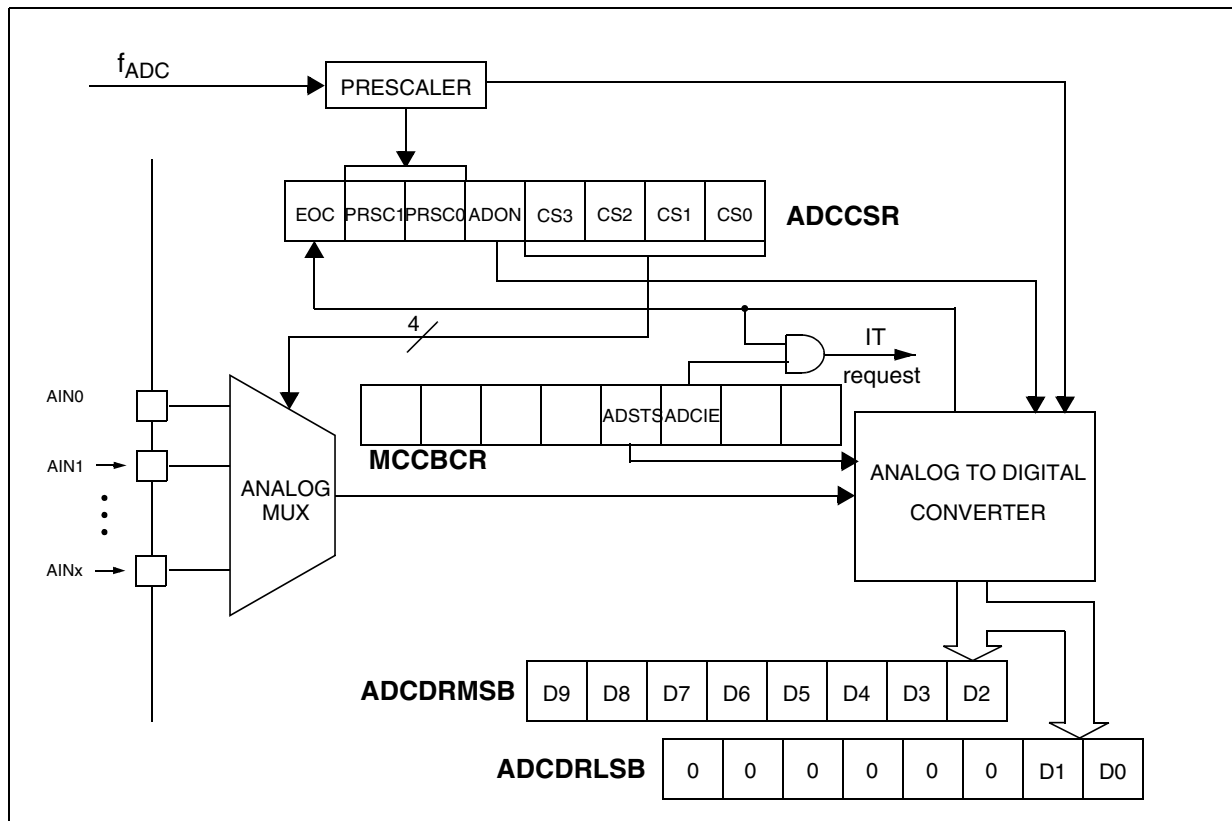 fADC
PRESCALER
EOC PRSC1 PRSC0 ADON CS3 CS2 CS1 CS0 ADCCSR
4
IT
request
AIN0
ADSTS ADCIE
MCCBCR
AIN1
ANALOG
MUX
ANALOG TO DIGITAL
CONVERTER
AINx
ADCDRMSB D9 D8 D7 D6 D5 D4 D3 D2
ADCDRLSB 0 0 0 0 0 0 D1 D0